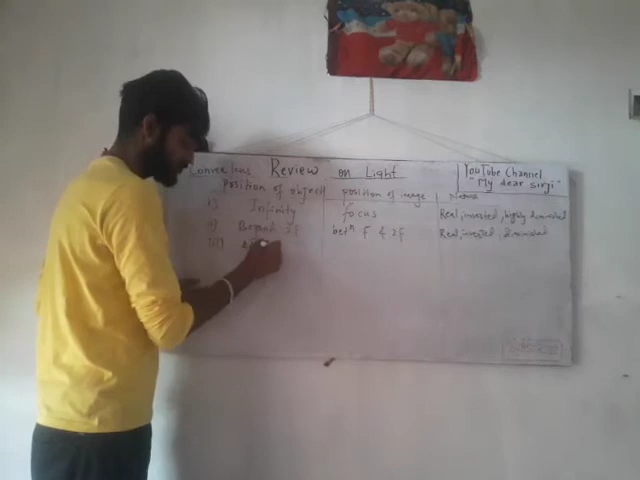 Convex lens Review on Light
YouTube Channel
"My dear sirji"
position of object position of image Nature
i) Infinity focus Real, inverted, highly diminished
ii) Beyond 2F betn F & 2F Real, inverted, diminished
iii)